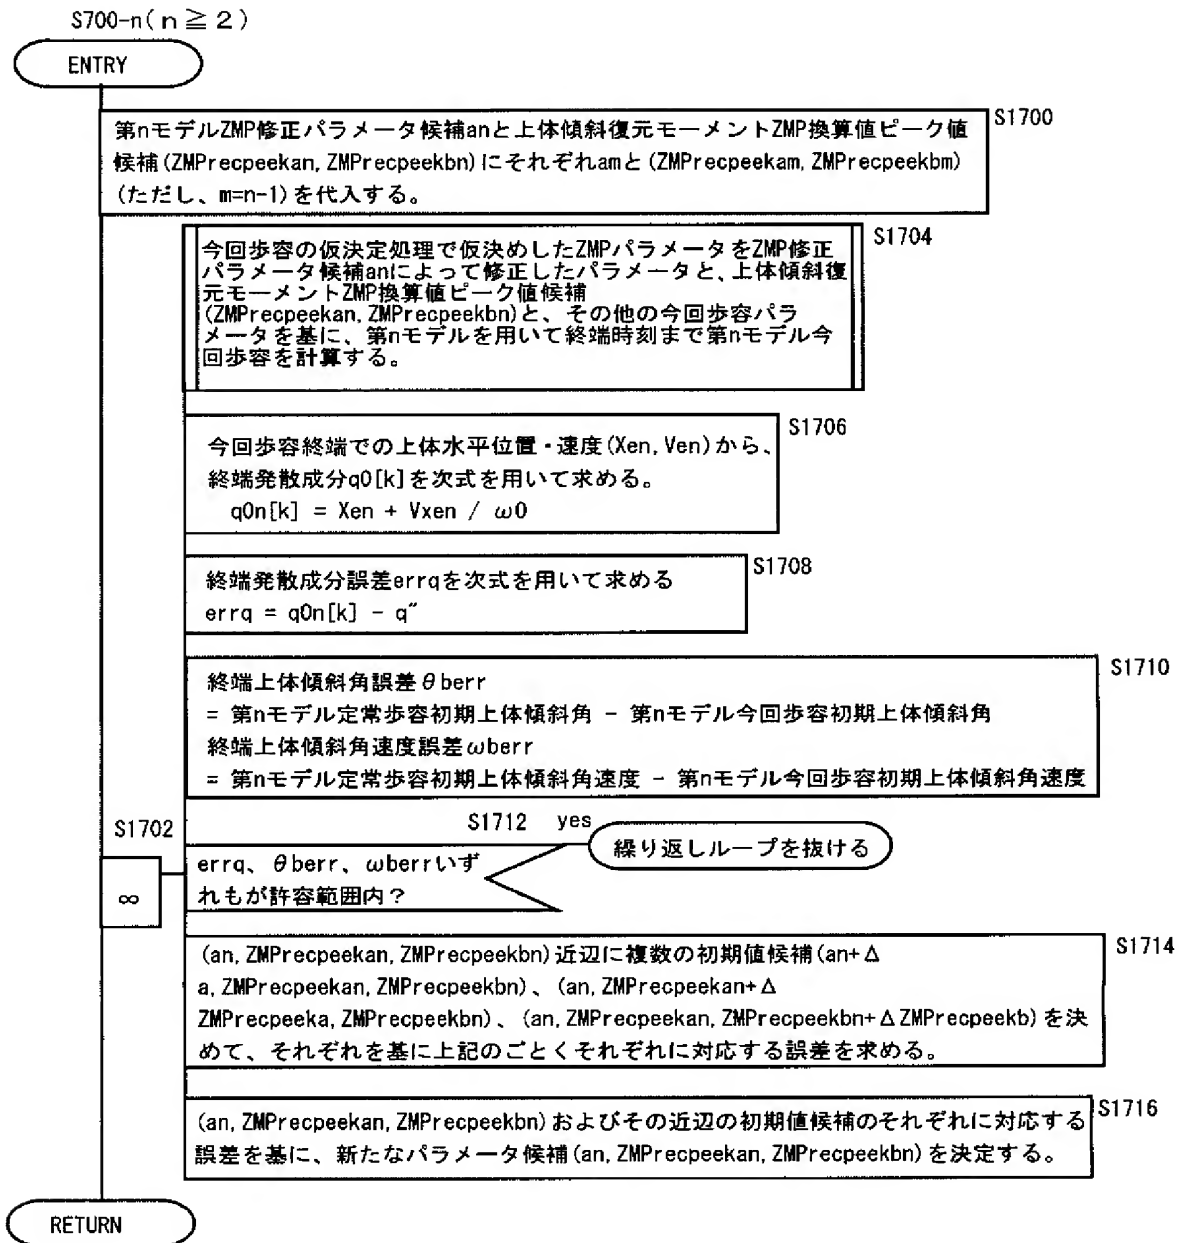 S700-n(n≧2)
ENTRY
S1700
第nモデルZMP修正パラメータ候補anと上体傾斜復元モーメントZMP換算値ピーク値
候補(ZMPrecpeekan, ZMPrecpeekbn)にそれぞれamと(ZMPrecpeekam, ZMPrecpeekbm)
(ただし、m=n-1)を代入する。
S1704
今回歩容の仮決定処理で仮決めしたZMPパラメータをZMP修正
パラメータ候補anによって修正したパラメータと、上体傾斜復
元モーメントZMP換算値ピーク値候補
(ZMPrecpeekan, ZMPrecpeekbn)と、その他の今回歩容パラ
メータを基に、第nモデルを用いて終端時刻まで第nモデル今
回歩容を計算する。
S1706
今回歩容終端での上体水平位置・速度(Xen, Ven)から、
終端発散成分q0[k]を次式を用いて求める。
q0n[k] = Xen + Vxen / ω0
S1708
終端発散成分誤差errqを次式を用いて求める
errq = q0n[k] - q″
S1710
終端上体傾斜角誤差θberr
= 第nモデル定常歩容初期上体傾斜角 - 第nモデル今回歩容初期上体傾斜角
終端上体傾斜角速度誤差ωberr
= 第nモデル定常歩容初期上体傾斜角速度 - 第nモデル今回歩容初期上体傾斜角速度
S1702
∞
S1712 yes
繰り返しループを抜ける
errq、θberr、ωberrいず
れもが許容範囲内?
S1714
(an, ZMPrecpeekan, ZMPrecpeekbn)近辺に複数の初期値候補(an+Δ
a, ZMPrecpeekan, ZMPrecpeekbn)、(an, ZMPrecpeekan+Δ
ZMPrecpeeka, ZMPrecpeekbn)、(an, ZMPrecpeekan, ZMPrecpeekbn+ΔZMPrecpeekb)を決
めて、それぞれを基に上記のごとくそれぞれに対応する誤差を求める。
S1716
(an, ZMPrecpeekan, ZMPrecpeekbn)およびその近辺の初期値候補のそれぞれに対応する
誤差を基に、新たなパラメータ候補(an, ZMPrecpeekan, ZMPrecpeekbn)を決定する。
RETURN